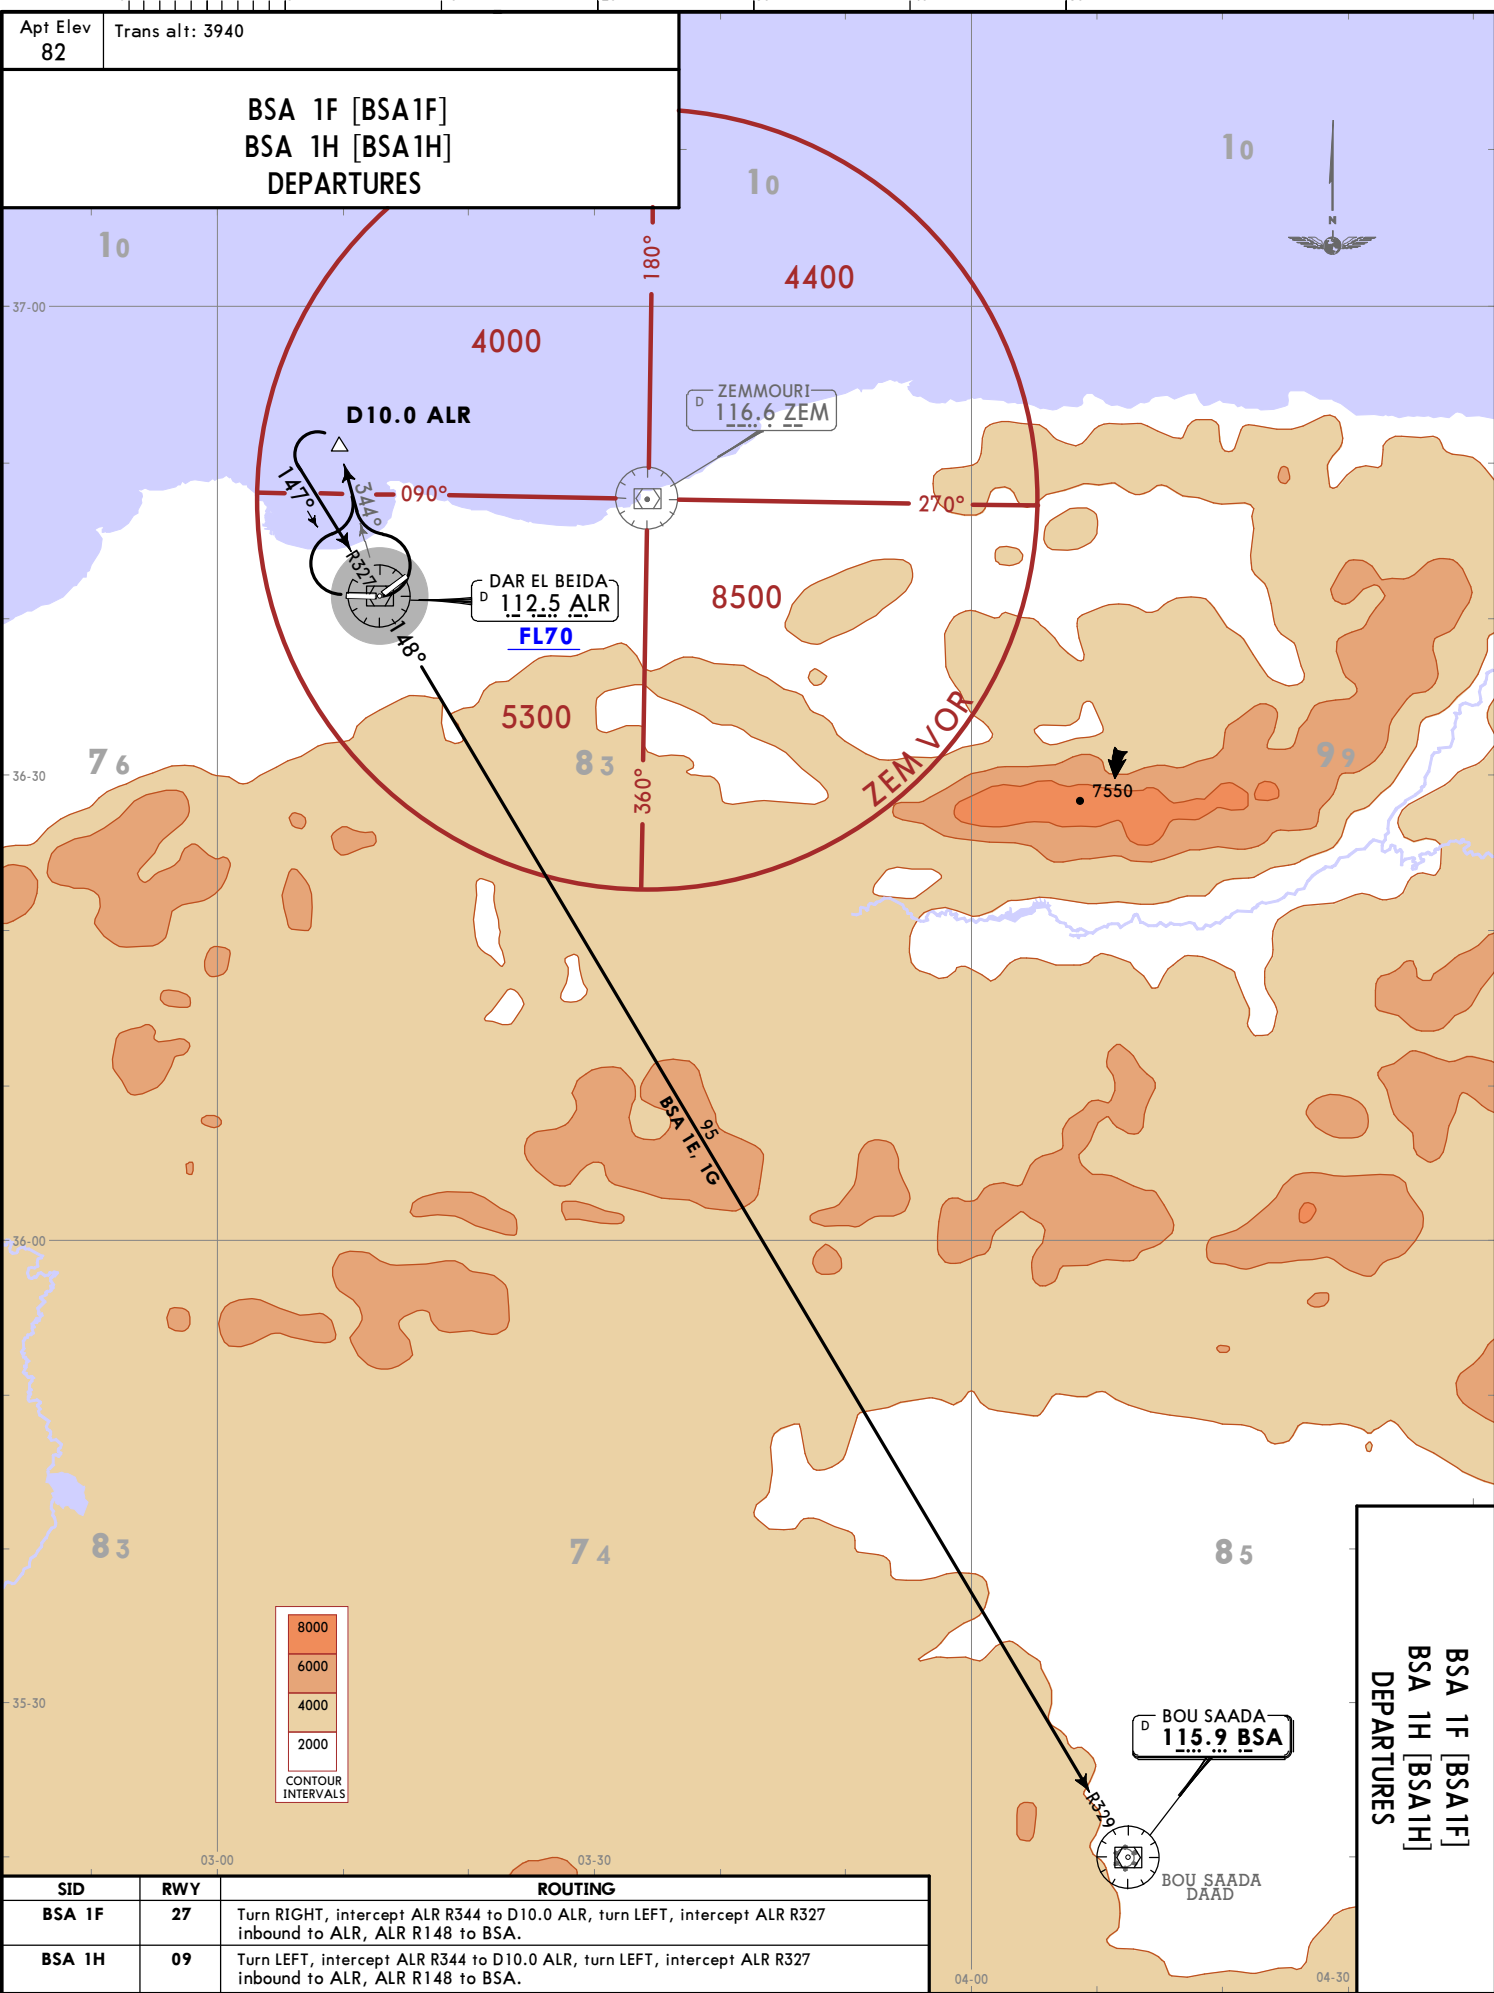 Apt Elev
82
Trans alt: 3940
BSA 1F [BSA1F]
BSA 1H [BSA1H]
DEPARTURES
10
10
10
N
180°
4400
37-00
4000
ZEMMOURI
D 116.6 ZEM
D10.0 ALR
147°
344°
090°
270°
R327
DAR EL BEIDA
D 112.5 ALR
FL70
8500
148°
5300
ZEM VOR
76
83
99
36-30
360°
7550
95
BSA 1E, 1G
36-00
83
74
85
8000
6000
4000
2000
CONTOUR
INTERVALS
35-30
BOU SAADA
D 115.9 BSA
R329
BOU SAADA
DAAD
BSA 1F [BSA1F]
BSA 1H [BSA1H]
DEPARTURES
03-00
03-30
04-00
04-30
SID RWY ROUTING
BSA 1F 27 Turn RIGHT, intercept ALR R344 to D10.0 ALR, turn LEFT, intercept ALR R327
inbound to ALR, ALR R148 to BSA.
BSA 1H 09 Turn LEFT, intercept ALR R344 to D10.0 ALR, turn LEFT, intercept ALR R327
inbound to ALR, ALR R148 to BSA.